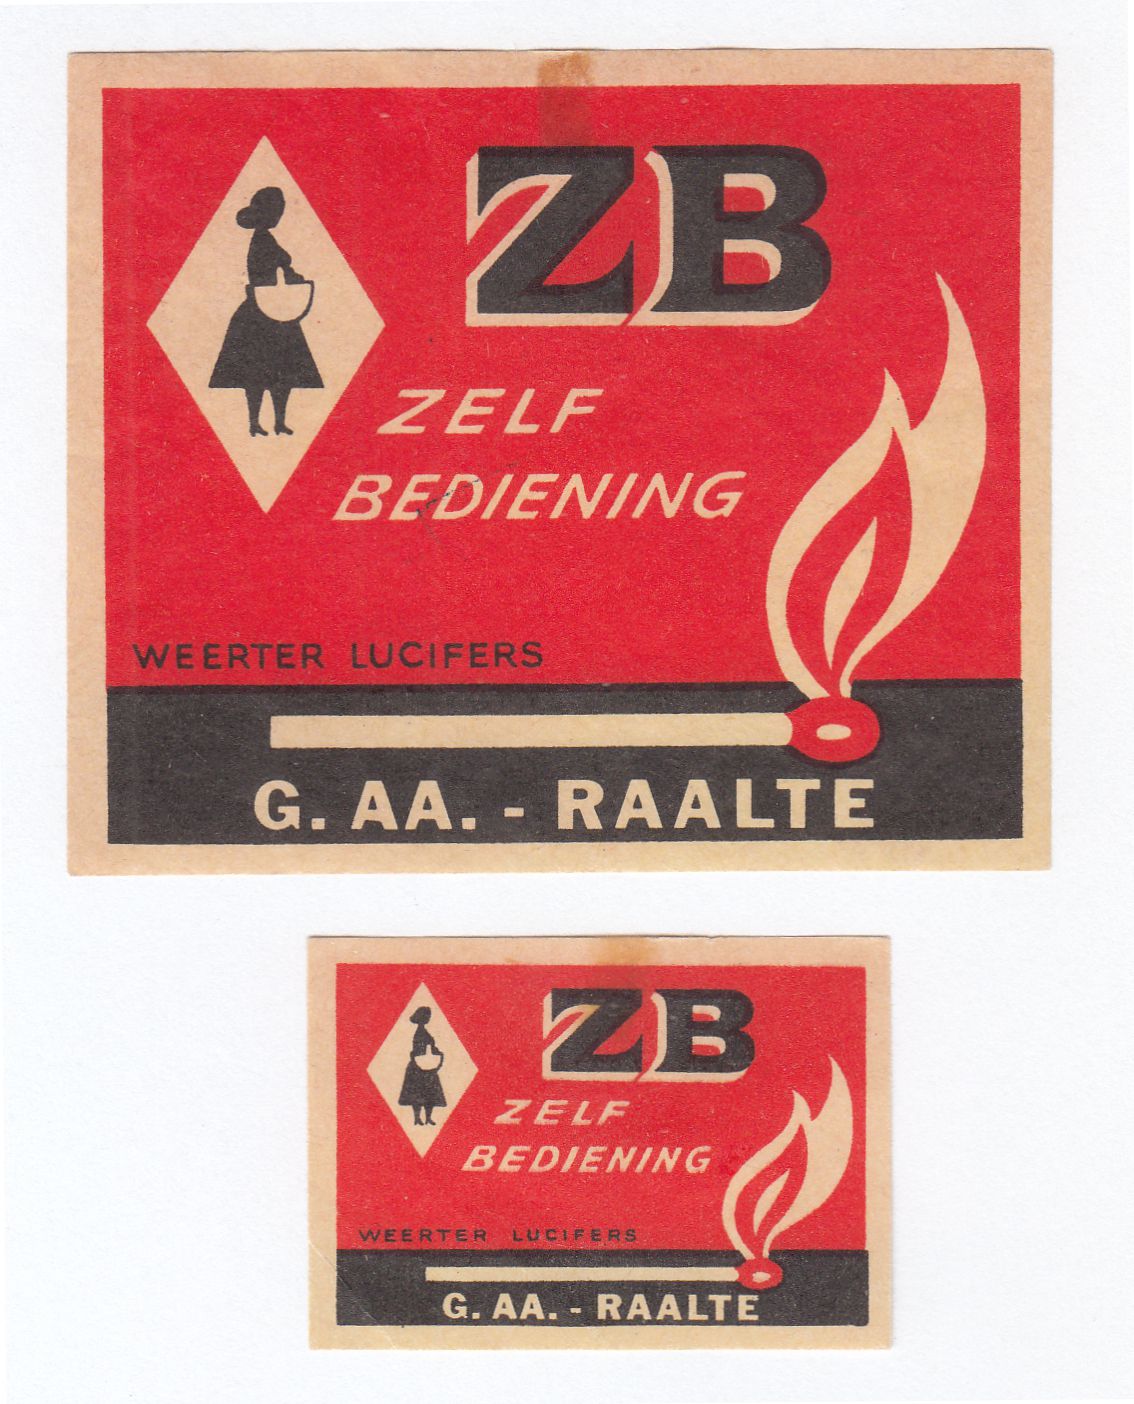 ZB
ZELF
BEDIENING
WEERTER LUCIFERS
G. AA. - RAALTE
ZB
ZELF
BEDIENING
WEERTER LUCIFERS
G. AA. - RAALTE